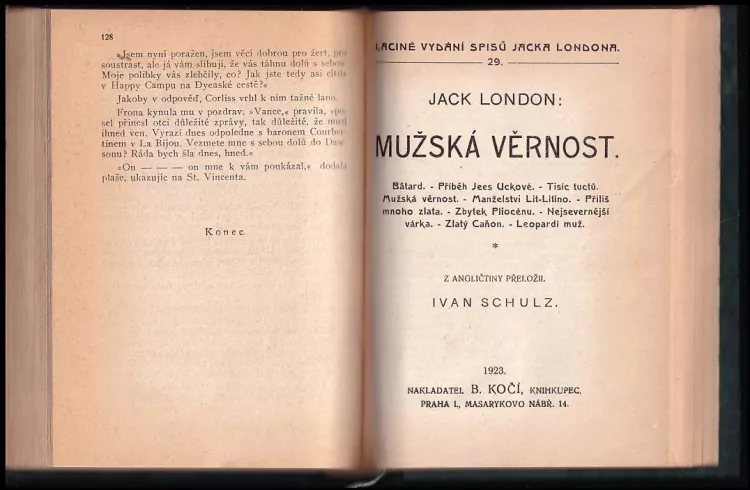 128
»Jsem nyní poražen, jsem věcí dobrou pro žert, pro
soustrast, ale já vám slibuji, že vás táhnu dolů s sebou.
Moje polibky vás zlehčily, co? Jak jste tedy asi cítila
v Happy Campu na Dyeaské cestě?«
Jakoby v odpověď, Corliss vrhl k nim tažné lano.
Frona kynula mu v pozdrav. »Vance,« pravila,
sel přinesl otci důležité zprávy, tak důležité, že musí
ihned ven. Vyrazí dnes odpoledne s baronem Courber-
tinem v La Bijou. Vezmete mne s sebou dolů do Daw-
sonu? Ráda bych šla dnes, hned.«
»On — — — on mne k vám poukázal,« dodala
plaše, ukazujíc na St. Vincenta.
Konec.
LACINÉ VYDÁNÍ SPISŮ JACKA LONDONA.
29.
JACK LONDON:
MUŽSKÁ VĚRNOST.
Bâtard. - Příběh Jees Uckové. - Tisíc tuctů.
Mužská věrnost. - Manželství Lit-Litino. - Příliš
mnoho zlata. - Zbytek Pliocénu. - Nejsevernější
várka. - Zlatý Caňon. - Leopardí muž.
*
Z ANGLIČTINY PŘELOŽIL
IVAN SCHULZ.
1923.
NAKLADATEL B. KOČÍ, KNIHKUPEC,
PRAHA I., MASARYKOVO NÁBŘ. 14.